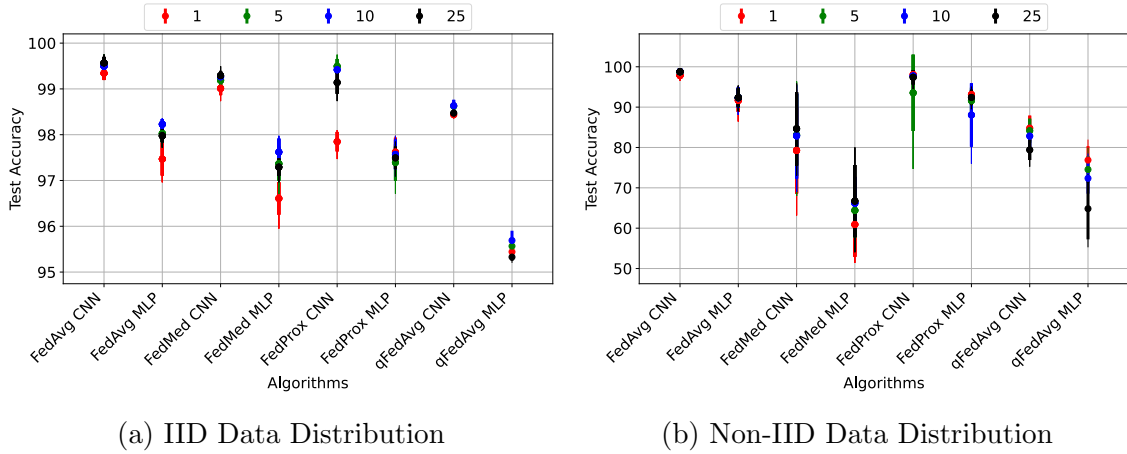 1 5 10 25
100
99
98
97
96
95
Test Accuracy
FedAvg CNN
FedAvg MLP
FedMed CNN
FedMed MLP
FedProx CNN
FedProx MLP
qFedAvg CNN
qFedAvg MLP
Algorithms
(a) IID Data Distribution
1 5 10 25
100
90
80
70
60
50
Test Accuracy
FedAvg CNN
FedAvg MLP
FedMed CNN
FedMed MLP
FedProx CNN
FedProx MLP
qFedAvg CNN
qFedAvg MLP
Algorithms
(b) Non-IID Data Distribution